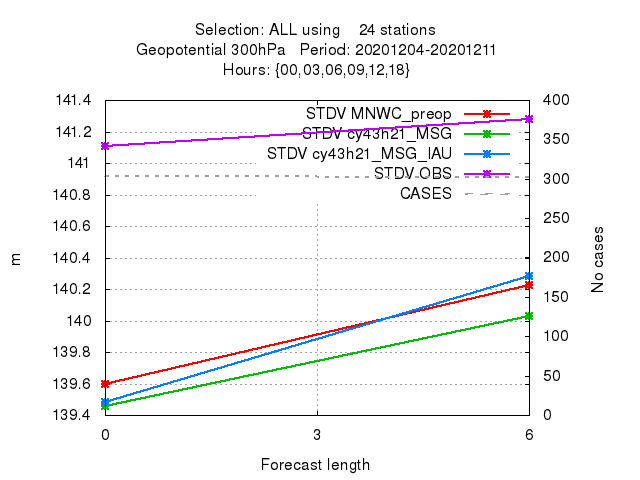 Selection: ALL using    24 stations
Geopotential 300hPa   Period: 20201204-20201211
Hours: {00,03,06,09,12,18}
141.4
141.2
141
140.8
140.6
140.4
140.2
140
139.8
139.6
139.4
m
STDV MNWC_preop
STDV cy43h21_MSG
STDV cy43h21_MSG_IAU
STDV OBS
CASES
400
350
300
250
200
150
100
50
0
No cases
0 3 6
Forecast length